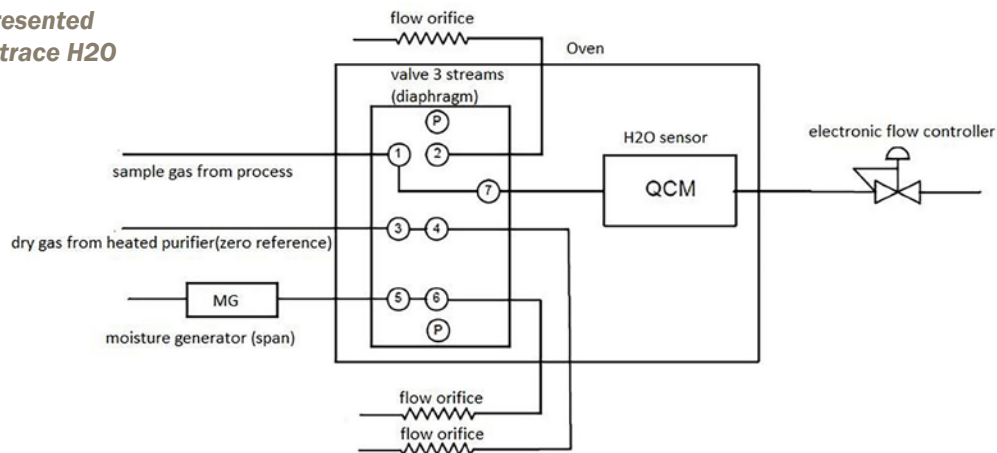 resented
trace H2O
flow orifice
Oven
valve 3 streams
(diaphragm)
P
1
2
H2O sensor
electronic flow controller
sample gas from process
7
QCM
3
4
dry gas from heated purifier(zero reference)
MG
5
6
moisture generator (span)
P
flow orifice
flow orifice